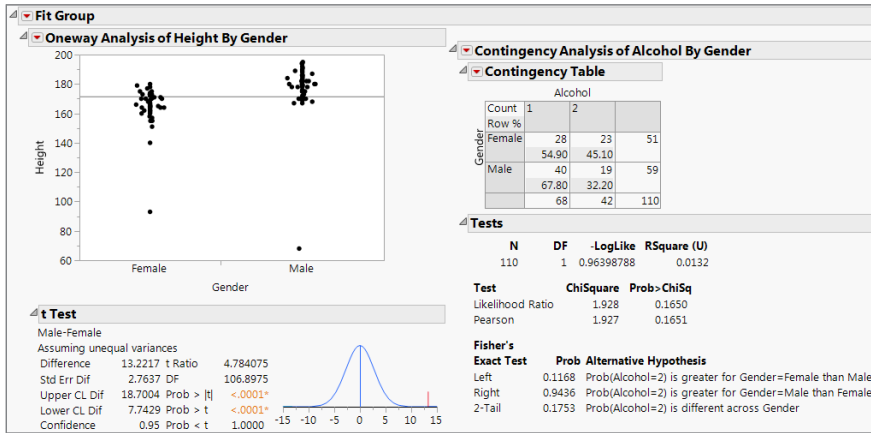 Fit Group
Oneway Analysis of Height By Gender
200
180
160
140
120
100
80
60
Height
Female Male
Gender
t Test
Male-Female
Assuming unequal variances
Difference 13.2217 t Ratio 4.784075
Std Err Dif 2.7637 DF 106.8975
Upper CL Dif 18.7004 Prob > |t| <.0001*
Lower CL Dif 7.7429 Prob > t <.0001*
Confidence 0.95 Prob < t 1.0000
-15 -10 -5 0 5 10 15
Contingency Analysis of Alcohol By Gender
Contingency Table
Alcohol
Gender
Count 1 2
Row %
Female 28 23 51
54.90 45.10
Male 40 19 59
67.80 32.20
68 42 110
Tests
N DF -LogLike RSquare (U)
110 1 0.96398788 0.0132
Test ChiSquare Prob>ChiSq
Likelihood Ratio 1.928 0.1650
Pearson 1.927 0.1651
Fisher's
Exact Test Prob Alternative Hypothesis
Left 0.1168 Prob(Alcohol=2) is greater for Gender=Female than Male
Right 0.9436 Prob(Alcohol=2) is greater for Gender=Male than Female
2-Tail 0.1753 Prob(Alcohol=2) is different across Gender